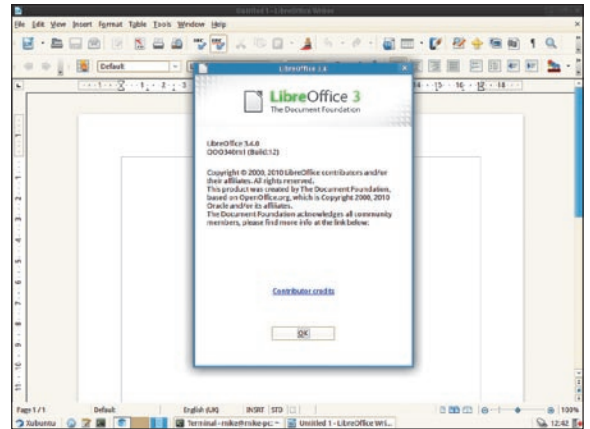 Untitled 1 - LibreOffice Writer
File Edit View Insert Format Table Tools Window Help
Default
LibreOffice 3.4
LibreOffice 3
The Document Foundation
LibreOffice 3.4.0
OOO340m1 (Build:12)
Copyright © 2000, 2010 LibreOffice contributors and/or
their affiliates. All rights reserved.
This product was created by The Document Foundation,
based on OpenOffice.org, which is Copyright 2000, 2010
Oracle and/or its affiliates.
The Document Foundation acknowledges all community
members, please find more info at the link below:
Contributor credits
OK
Page 1 / 1 Default English (UK) INSRT STD 100%
Xubuntu Terminal - mike@mike-pc: ~ Untitled 1 - LibreOffice Wri... 12:42